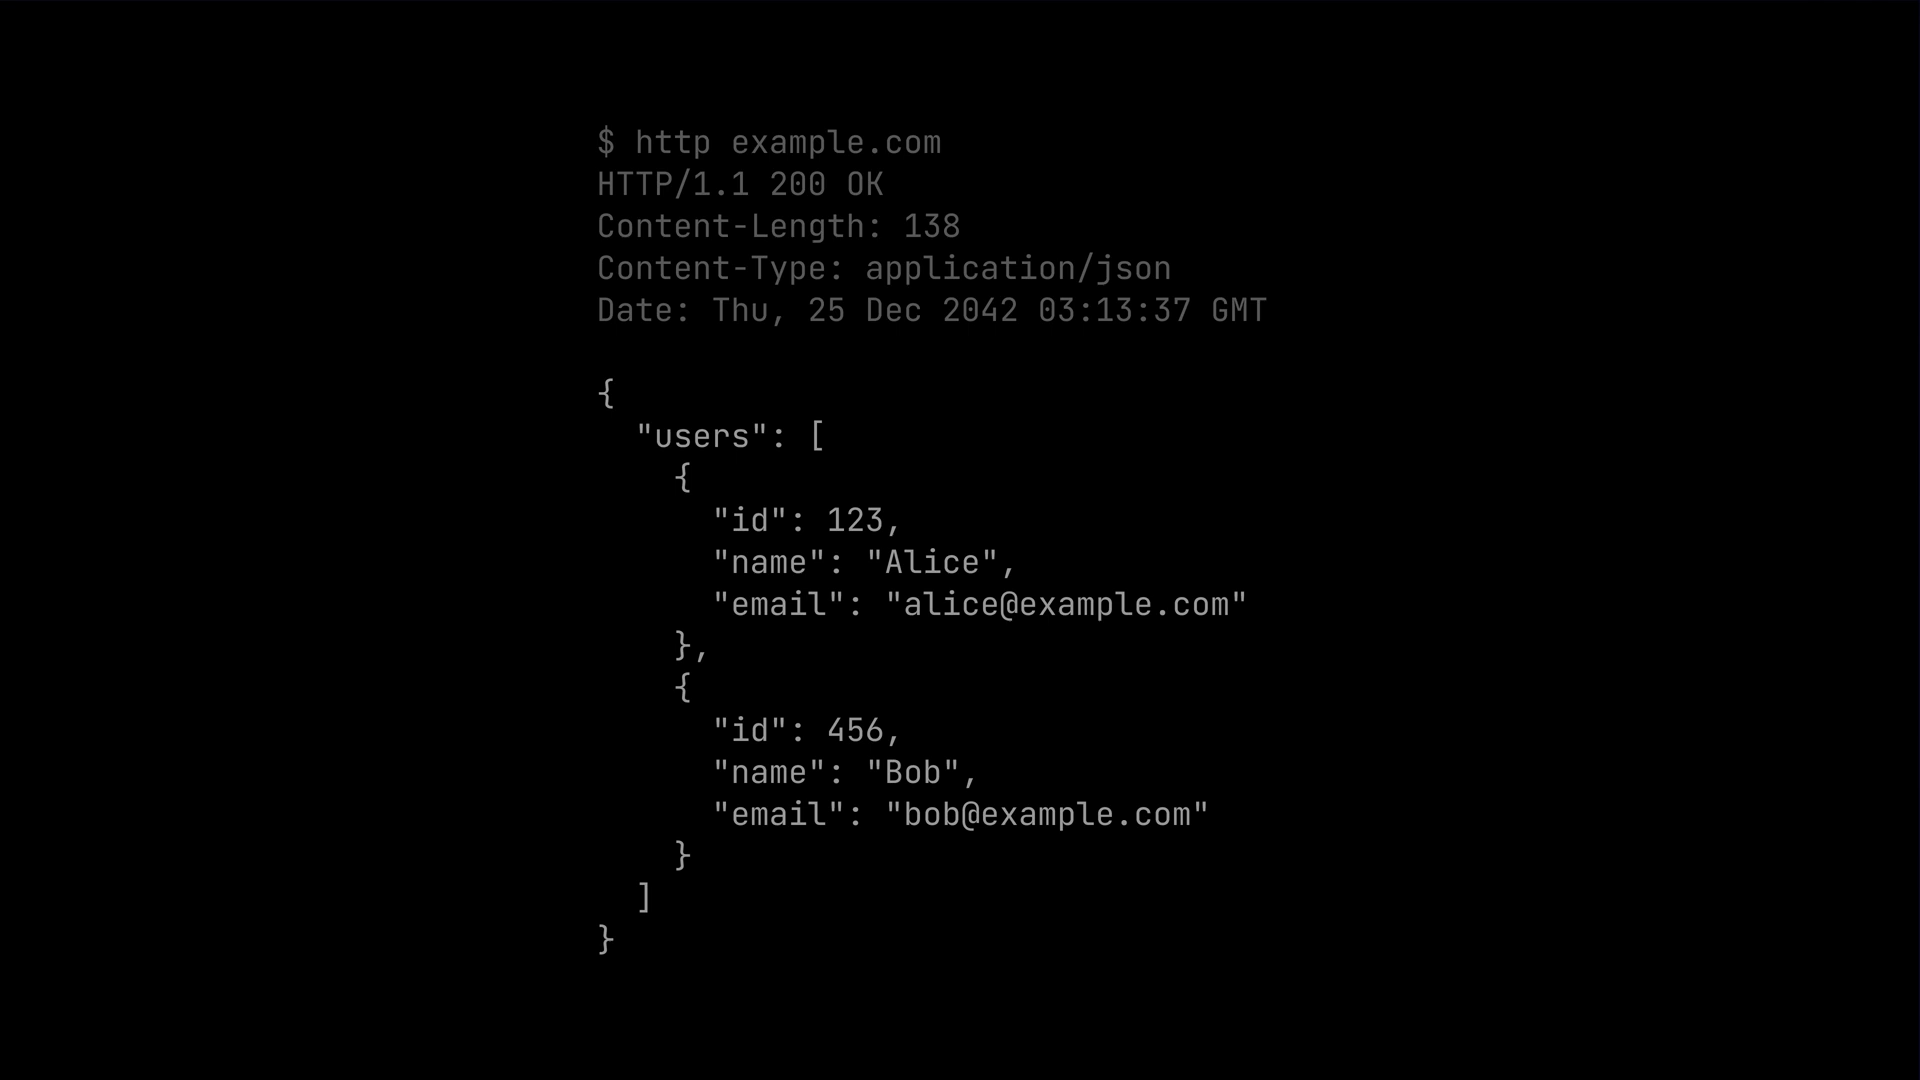 $ http example.com
HTTP/1.1 200 OK
Content-Length: 138
Content-Type: application/json
Date: Thu, 25 Dec 2042 03:13:37 GMT

{
  "users": [
    {
      "id": 123,
      "name": "Alice",
      "email": "alice@example.com"
    },
    {
      "id": 456,
      "name": "Bob",
      "email": "bob@example.com"
    }
  ]
}